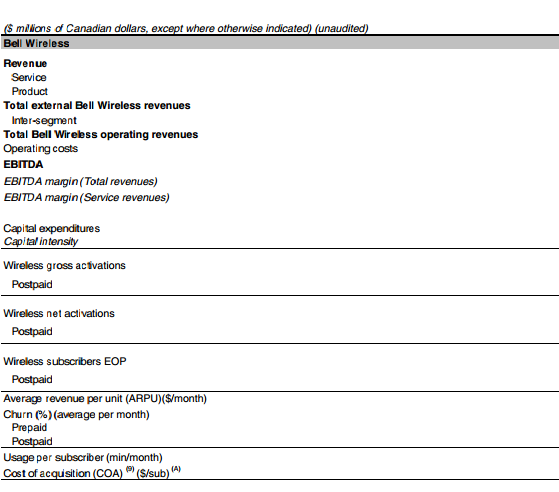 ($ millions of Canadian dollars, except where otherwise indicated) (unaudited)
Bell Wireless
Revenue
Service
Product
Total external Bell Wireless revenues
Inter-segment
Total Bell Wireless operating revenues
Operating costs
EBITDA
EBITDA margin (Total revenues)
EBITDA margin (Service revenues)
Capital expenditures
Capital intensity
Wireless gross activations
Postpaid
Wireless net activations
Postpaid
Wireless subscribers EOP
Postpaid
Average revenue per unit (ARPU)($/month)
Churn (%) (average per month)
Prepaid
Postpaid
Usage per subscriber (min/month)
Cost of acquisition (COA) (9) ($/sub) (A)